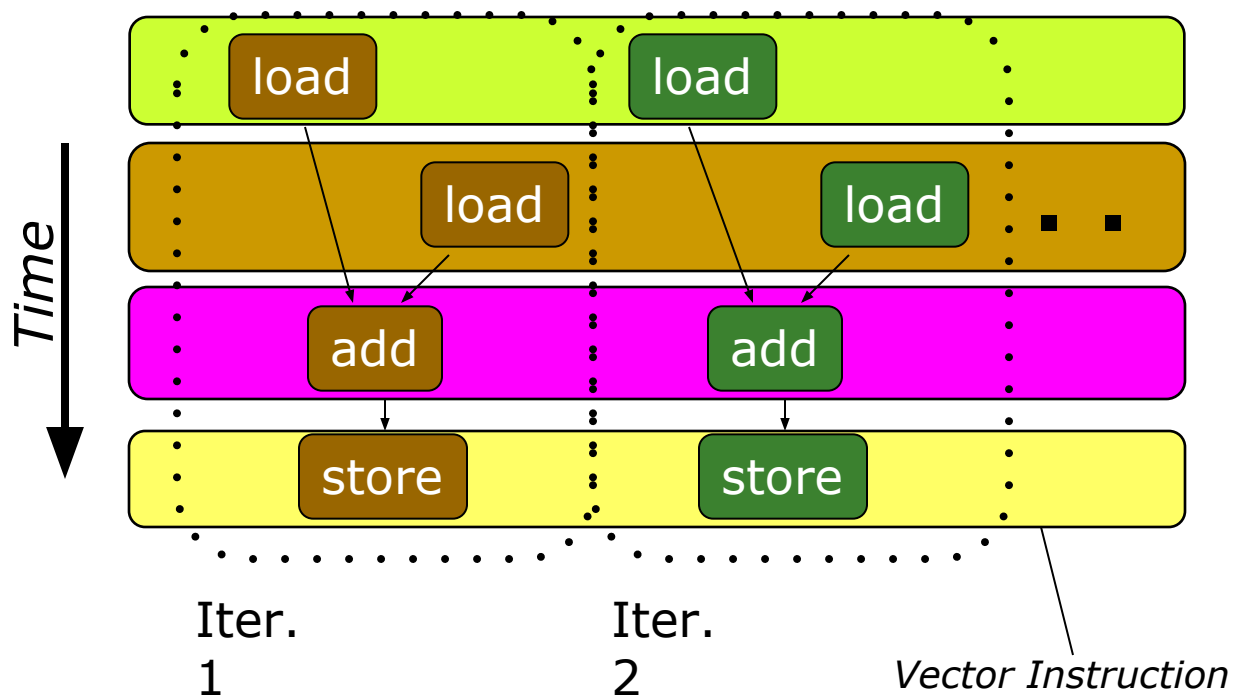 load load
load load
Time
add add
store store
Iter. Iter.
1 2
Vector Instruction